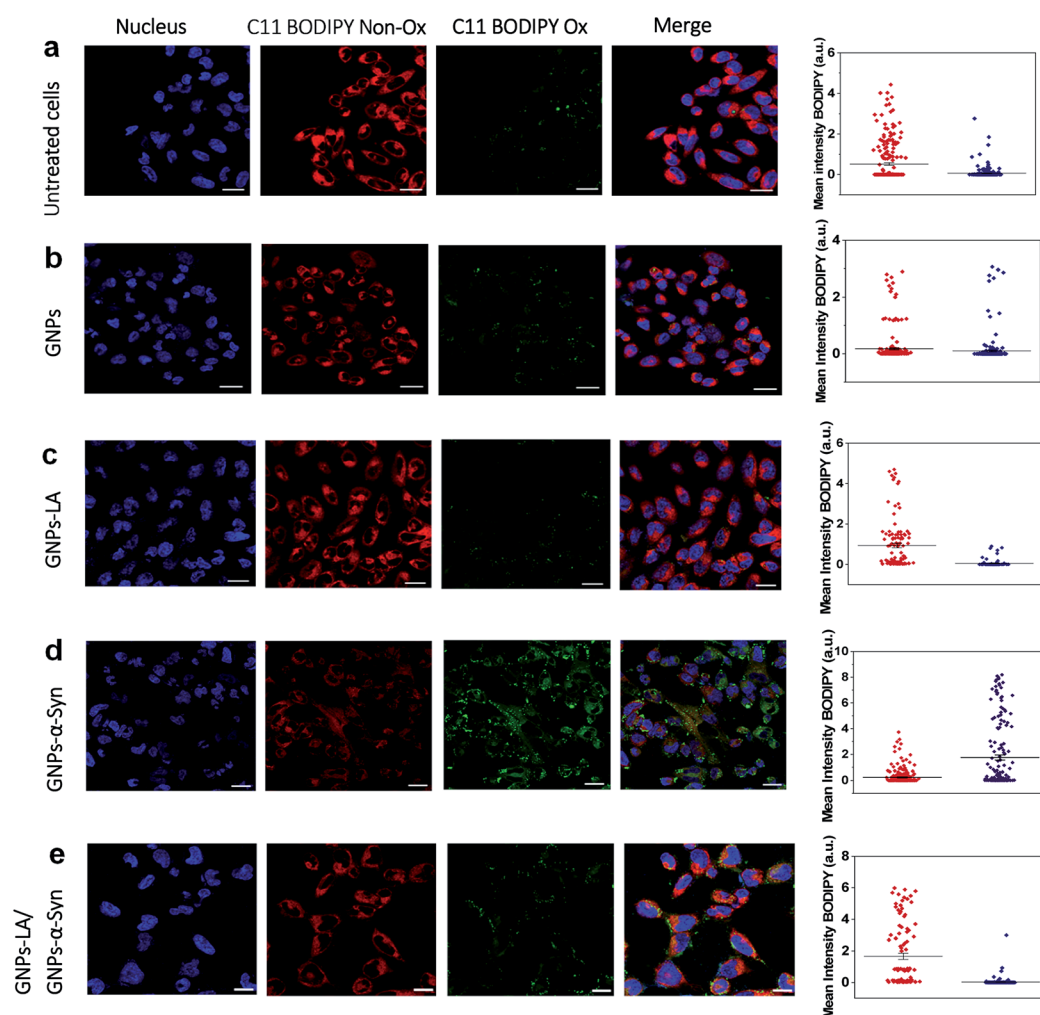 Nucleus C11 BODIPY Non-Ox C11 BODIPY Ox Merge
a
Untreated cells
Mean intensity BODIPY (a.u.)
6
4
2
0
b
GNPs
Mean Intensity BODIPY (a.u.)
4
2
0
c
GNPs-LA
Mean Intensity BODIPY (a.u.)
6
4
2
0
d
GNPs-α-Syn
Mean Intensity BODIPY (a.u.)
10
8
6
4
2
0
e
GNPs-LA/
GNPs-α-Syn
Mean Intensity BODIPY (a.u.)
8
6
4
2
0